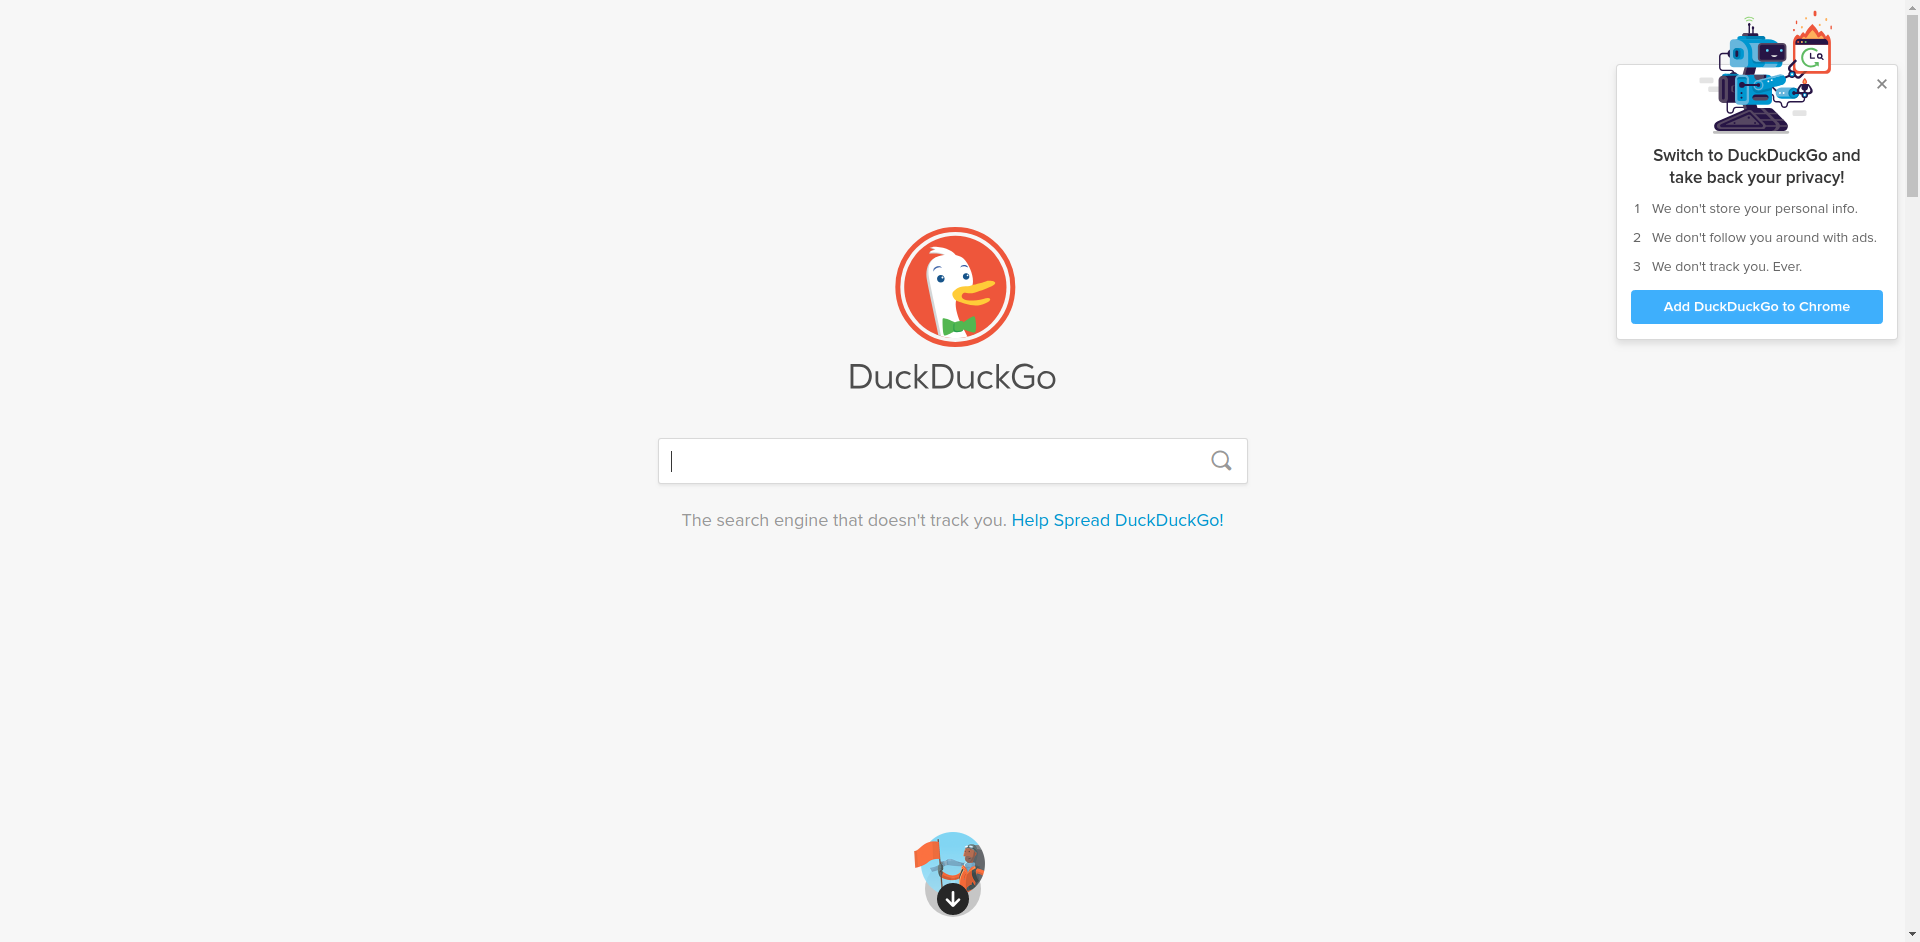 Switch to DuckDuckGo and
take back your privacy!
1 We don't store your personal info.
2 We don't follow you around with ads.
3 We don't track you. Ever.
Add DuckDuckGo to Chrome
DuckDuckGo
The search engine that doesn't track you. Help Spread DuckDuckGo!